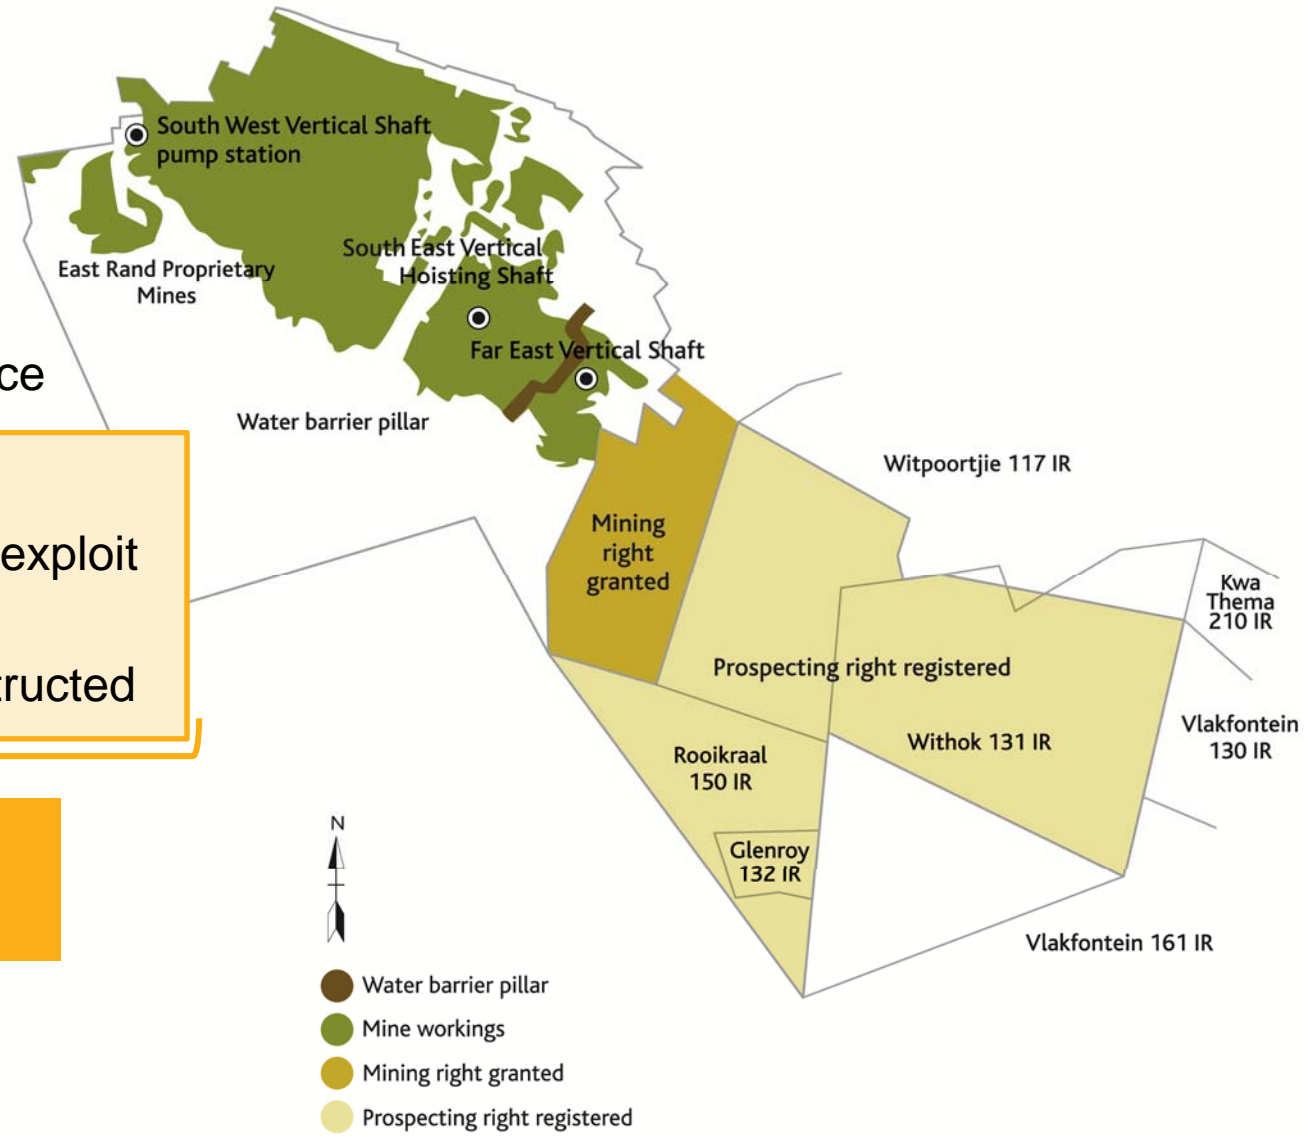 South West Vertical Shaft
pump station
East Rand Proprietary
Mines
South East Vertical
Hoisting Shaft
Far East Vertical Shaft
Water barrier pillar
ce
exploit
tructed
Mining
right
granted
Witpoortjie 117 IR
Kwa
Thema
210 IR
Prospecting right registered
Withok 131 IR
Vlakfontein
130 IR
Rooikraal
150 IR
Glenroy
132 IR
Vlakfontein 161 IR
N
Water barrier pillar
Mine workings
Mining right granted
Prospecting right registered